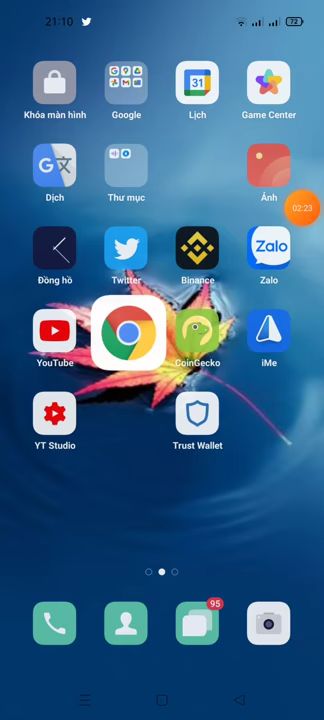 21:10
72
Khóa màn hình
Google
31
Lịch
Game Center
G
Dịch
Thư mục
Ảnh
02:23
Đồng hồ
Twitter
Binance
Zalo
Zalo
YouTube
CoinGecko
iMe
YT Studio
Trust Wallet
95